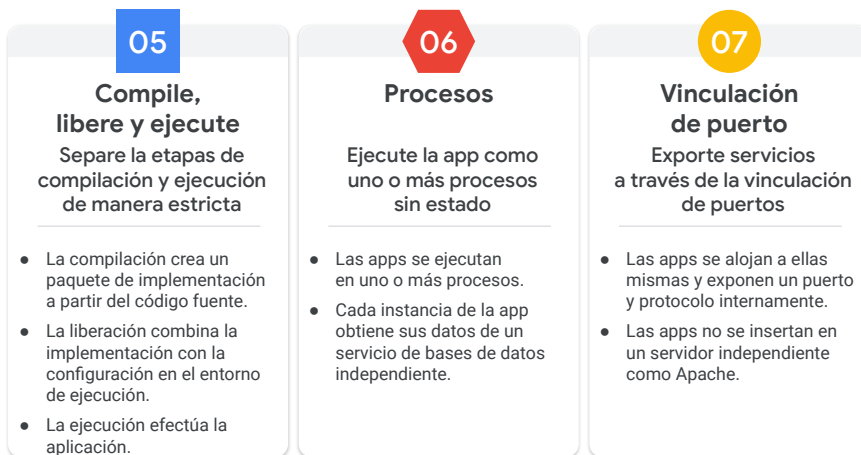 05
Compile,
libere y ejecute
Separe la etapas de
compilación y ejecución
de manera estricta
● La compilación crea un
paquete de implementación
a partir del código fuente.
● La liberación combina la
implementación con la
configuración en el entorno
de ejecución.
● La ejecución efectúa la
aplicación.
06
Procesos
Ejecute la app como
uno o más procesos
sin estado
● Las apps se ejecutan
en uno o más procesos.
● Cada instancia de la app
obtiene sus datos de un
servicio de bases de datos
independiente.
07
Vinculación
de puerto
Exporte servicios
a través de la vinculación
de puertos
● Las apps se alojan a ellas
mismas y exponen un puerto
y protocolo internamente.
● Las apps no se insertan en
un servidor independiente
como Apache.